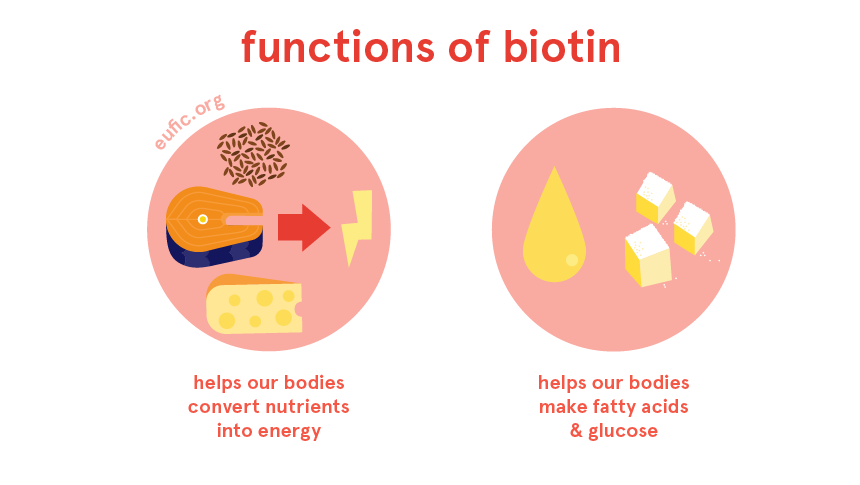 functions of biotin
eufic.org
helps our bodies
convert nutrients
into energy
helps our bodies
make fatty acids
& glucose